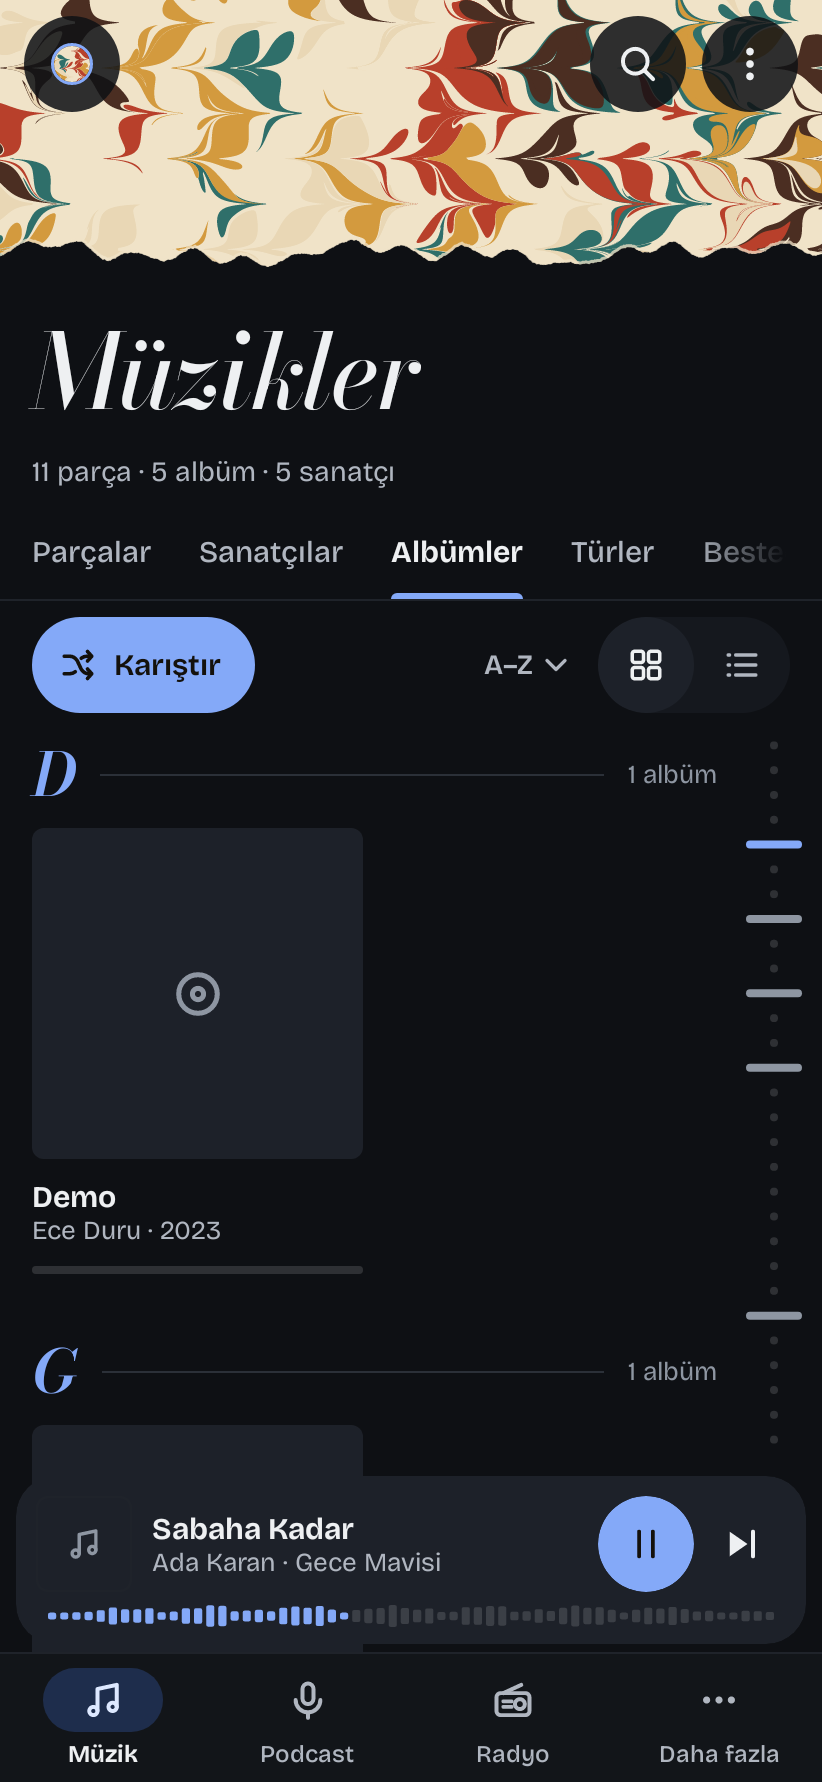 Müzikler
11 parça · 5 albüm · 5 sanatçı
Parçalar Sanatçılar Albümler Türler Beste
Karıştır A–Z
D 1 albüm
Demo
Ece Duru · 2023
G 1 albüm
Sabaha Kadar
Ada Karan · Gece Mavisi
Müzik Podcast Radyo Daha fazla